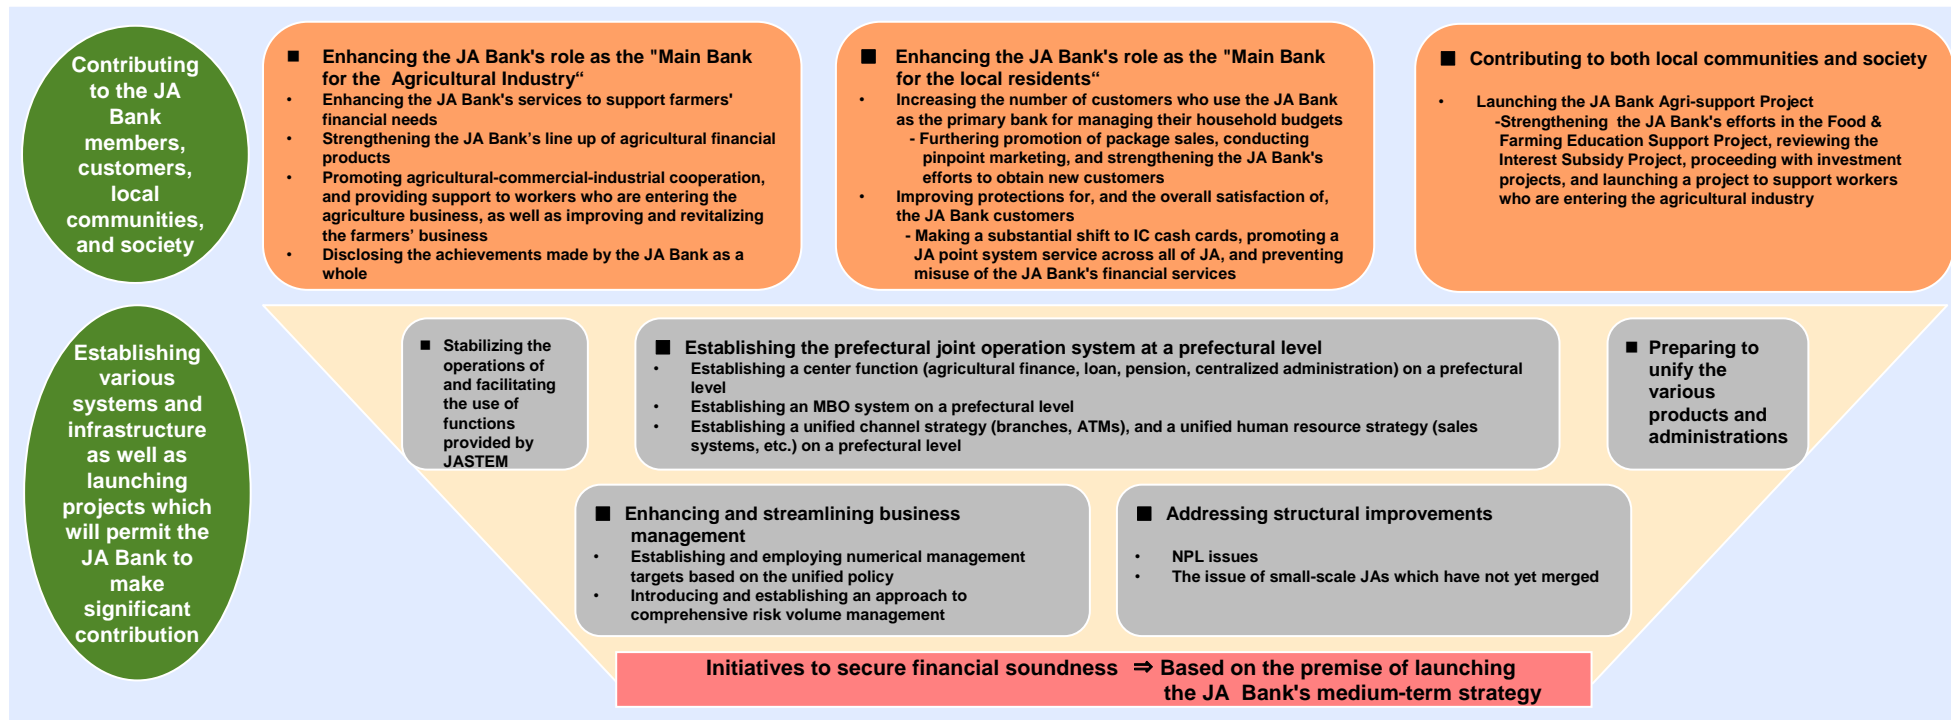 Contributing
to the JA
Bank
members,
customers,
local
communities,
and society
■ Enhancing the JA Bank's role as the "Main Bank
for the Agricultural Industry“
• Enhancing the JA Bank's services to support farmers'
financial needs
• Strengthening the JA Bank’s line up of agricultural financial
products
• Promoting agricultural-commercial-industrial cooperation,
and providing support to workers who are entering the
agriculture business, as well as improving and revitalizing
the farmers’ business
• Disclosing the achievements made by the JA Bank as a
whole
■ Enhancing the JA Bank's role as the "Main Bank
for the local residents“
• Increasing the number of customers who use the JA Bank
as the primary bank for managing their household budgets
- Furthering promotion of package sales, conducting
pinpoint marketing, and strengthening the JA Bank's
efforts to obtain new customers
• Improving protections for, and the overall satisfaction of,
the JA Bank customers
- Making a substantial shift to IC cash cards, promoting a
JA point system service across all of JA, and preventing
misuse of the JA Bank's financial services
■ Contributing to both local communities and society
• Launching the JA Bank Agri-support Project
-Strengthening the JA Bank's efforts in the Food &
Farming Education Support Project, reviewing the
Interest Subsidy Project, proceeding with investment
projects, and launching a project to support workers
who are entering the agricultural industry
Establishing
various
systems and
infrastructure
as well as
launching
projects which
will permit the
JA Bank to
make
significant
contribution
■ Stabilizing the
operations of
and facilitating
the use of
functions
provided by
JASTEM
■ Establishing the prefectural joint operation system at a prefectural level
• Establishing a center function (agricultural finance, loan, pension, centralized administration) on a prefectural
level
• Establishing an MBO system on a prefectural level
• Establishing a unified channel strategy (branches, ATMs), and a unified human resource strategy (sales
systems, etc.) on a prefectural level
■ Preparing to
unify the
various
products and
administrations
■ Enhancing and streamlining business
management
• Establishing and employing numerical management
targets based on the unified policy
• Introducing and establishing an approach to
comprehensive risk volume management
■ Addressing structural improvements
• NPL issues
• The issue of small-scale JAs which have not yet merged
Initiatives to secure financial soundness ⇒ Based on the premise of launching
the JA Bank's medium-term strategy